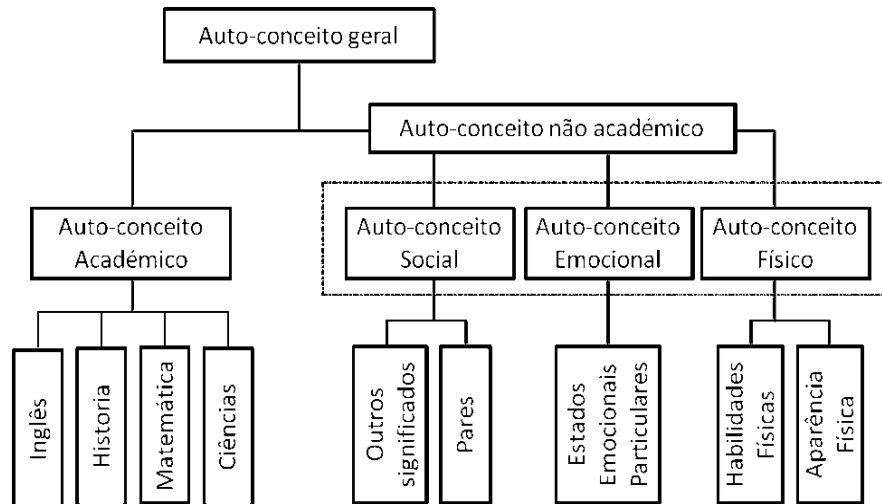 Auto-conceito geral
Auto-conceito não académico
Auto-conceito
Académico
Auto-conceito
Social
Auto-conceito
Emocional
Auto-conceito
Físico
Inglês
Historia
Matemática
Ciências
Outros
significados
Pares
Estados
Emocionais
Particulares
Habilidades
Físicas
Aparência
Física